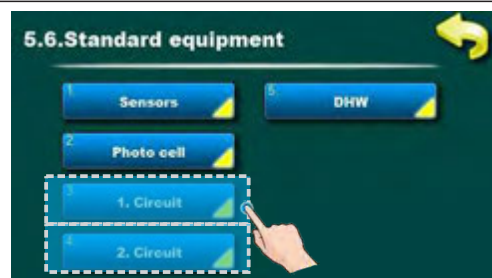 5.6.Standard equipment
1
Sensors
5
DHW
2
Photo cell
3
1. Circuit
4
2. Circuit